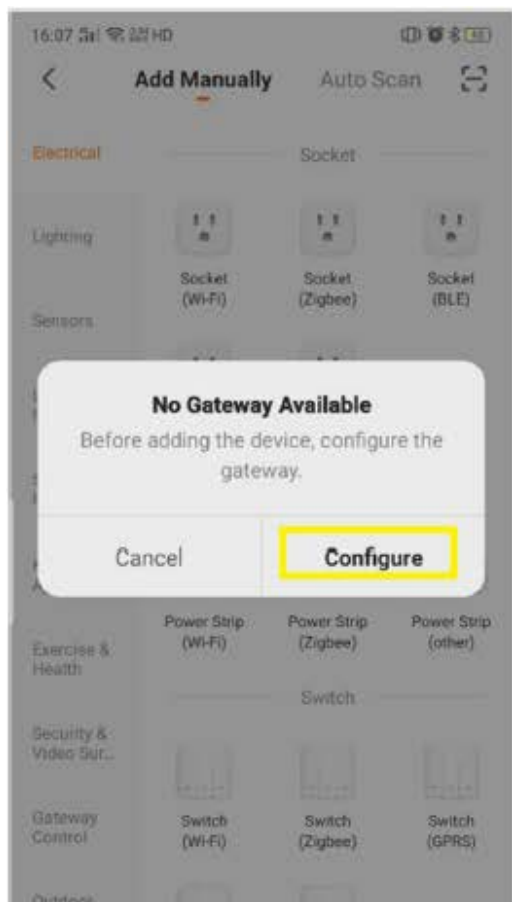 16:07
HD
Add Manually Auto Scan
Electrical
Socket
Lighting
Socket
(Wi-Fi)
Socket
(Zigbee)
Socket
(BLE)
Sensors
No Gateway Available
Before adding the device, configure the
gateway.
Cancel
Configure
Power Strip
(Wi-Fi)
Power Strip
(Zigbee)
Power Strip
(other)
Exercise &
Health
Switch
Security &
Video Sur...
Gateway
Control
Switch
(Wi-Fi)
Switch
(Zigbee)
Switch
(GPRS)